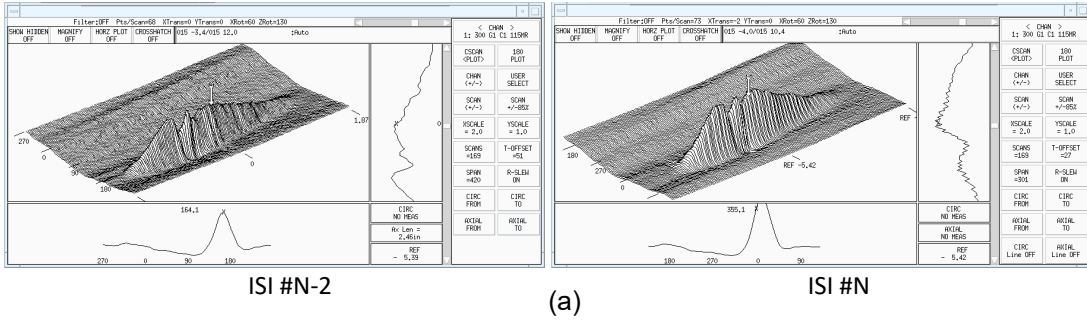 Filter:OFF Pts/Scan=68 XTrans=0 YTrans=0 XRot=60 ZRot=130
SHOW HIDDEN OFF
MAGNIFY OFF
HORZ PLOT OFF
CROSSHATCH OFF
015 -3.4/015 12.0
:Auto
270
0
90
180
0
1.87
0
164.1
270 0 90 180
CIRC
NO MEAS
Ax Len =
2.46in
REF
- 5.39
< CHAN >
1: 300 G1 C1 115MR
CSCAN <PLOT>
180 PLOT
CHAN (+/-)
USER SELECT
SCAN (+/-)
SCAN +/-85%
XSCALE = 2.0
YSCALE = 1.0
SCANS =169
T-OFFSET =51
SPAN =420
R-SLEW ON
CIRC FROM
CIRC TO
AXIAL FROM
AXIAL TO
ISI #N-2
Filter:OFF Pts/Scan=73 XTrans=-2 YTrans=0 XRot=60 ZRot=130
SHOW HIDDEN OFF
MAGNIFY OFF
HORZ PLOT OFF
CROSSHATCH OFF
015 -4.0/015 10.4
:Auto
180
270
0
REF -5.42
REF
355.1
180 270 0 90
CIRC
NO MEAS
AXIAL
NO MEAS
REF
- 5.42
< CHAN >
1: 300 G1 C1 115MR
CSCAN <PLOT>
180 PLOT
CHAN (+/-)
USER SELECT
SCAN (+/-)
SCAN +/-85%
XSCALE = 2.0
YSCALE = 1.0
SCANS =169
T-OFFSET =27
SPAN =301
R-SLEW ON
CIRC FROM
CIRC TO
AXIAL FROM
AXIAL TO
CIRC Line OFF
AXIAL Line OFF
ISI #N
(a)